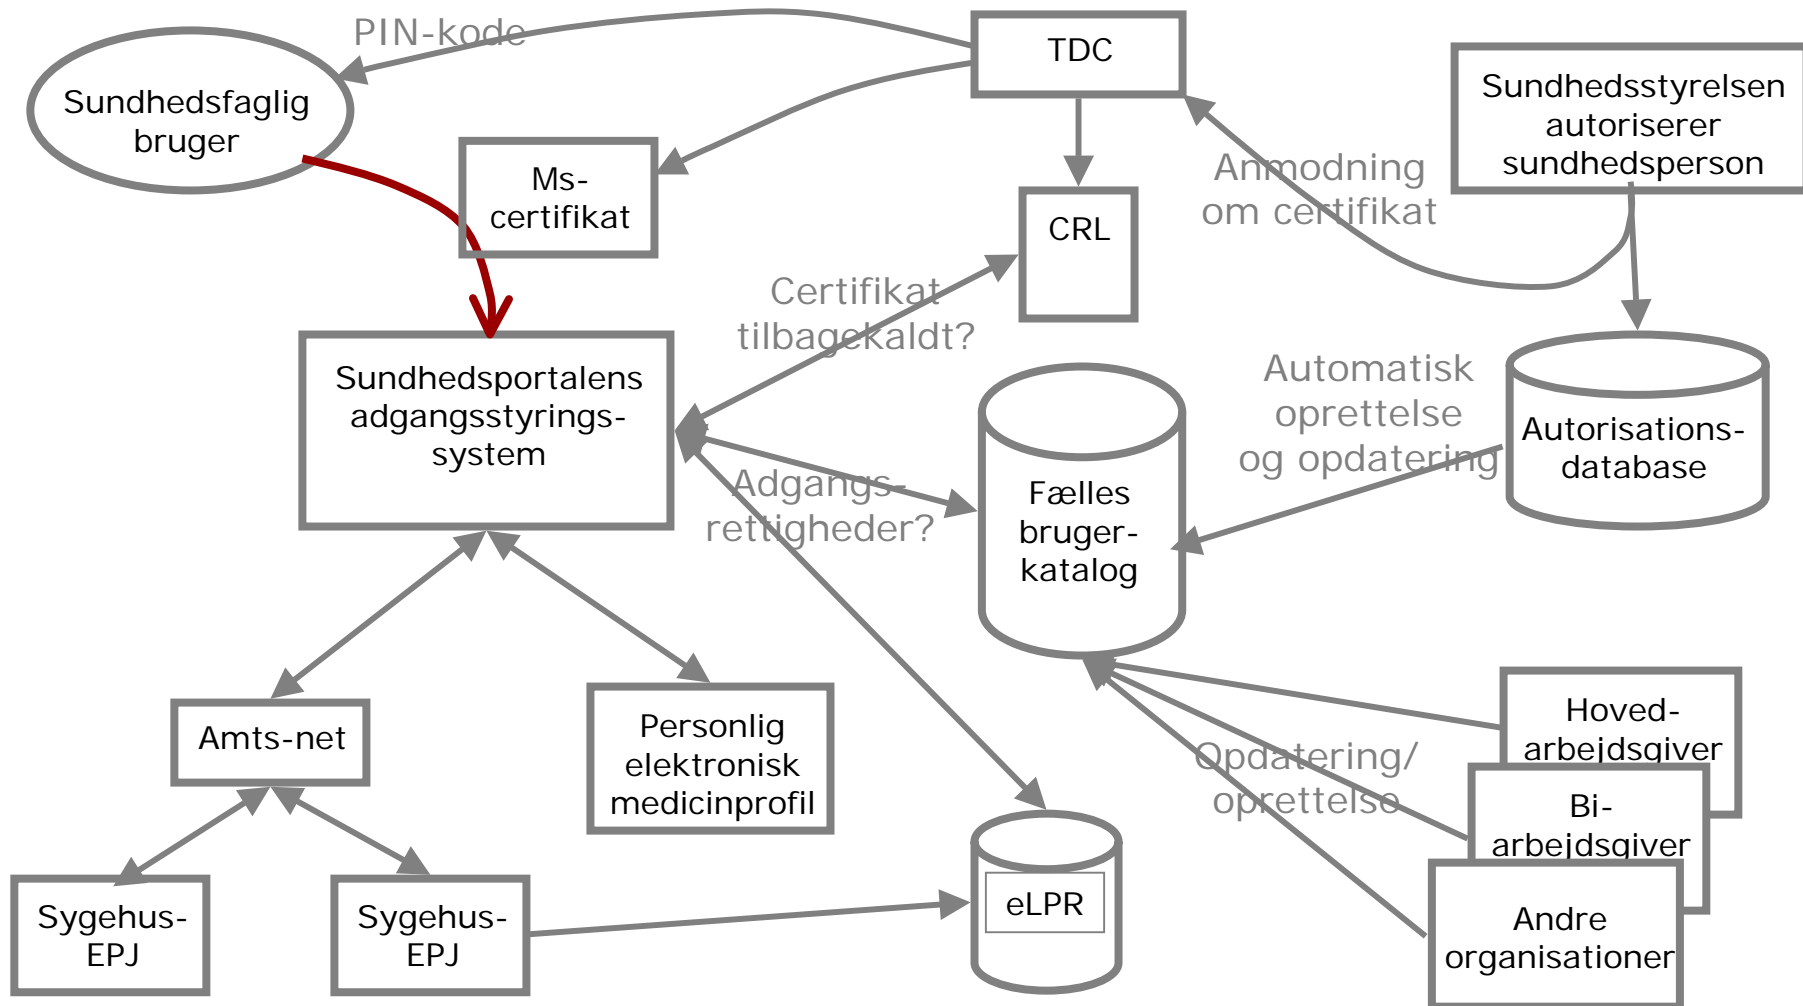 PIN-kode
TDC
Sundhedsstyrelsen
autoriserer
sundhedsperson
Sundhedsfaglig
bruger
Ms-
certifikat
Anmodning
om certifikat
CRL
Certifikat
tilbagekaldt?
Sundhedsportalens
adgangsstyrings-
system
Automatisk
oprettelse
og opdatering
Autorisations-
database
Adgangs-
rettigheder?
Fælles
bruger-
katalog
Amts-net
Personlig
elektronisk
medicinprofil
Opdatering/
oprettelse
Hoved-
arbejdsgiver
Bi-
arbejdsgiver
Andre
organisationer
Sygehus-
EPJ
Sygehus-
EPJ
eLPR